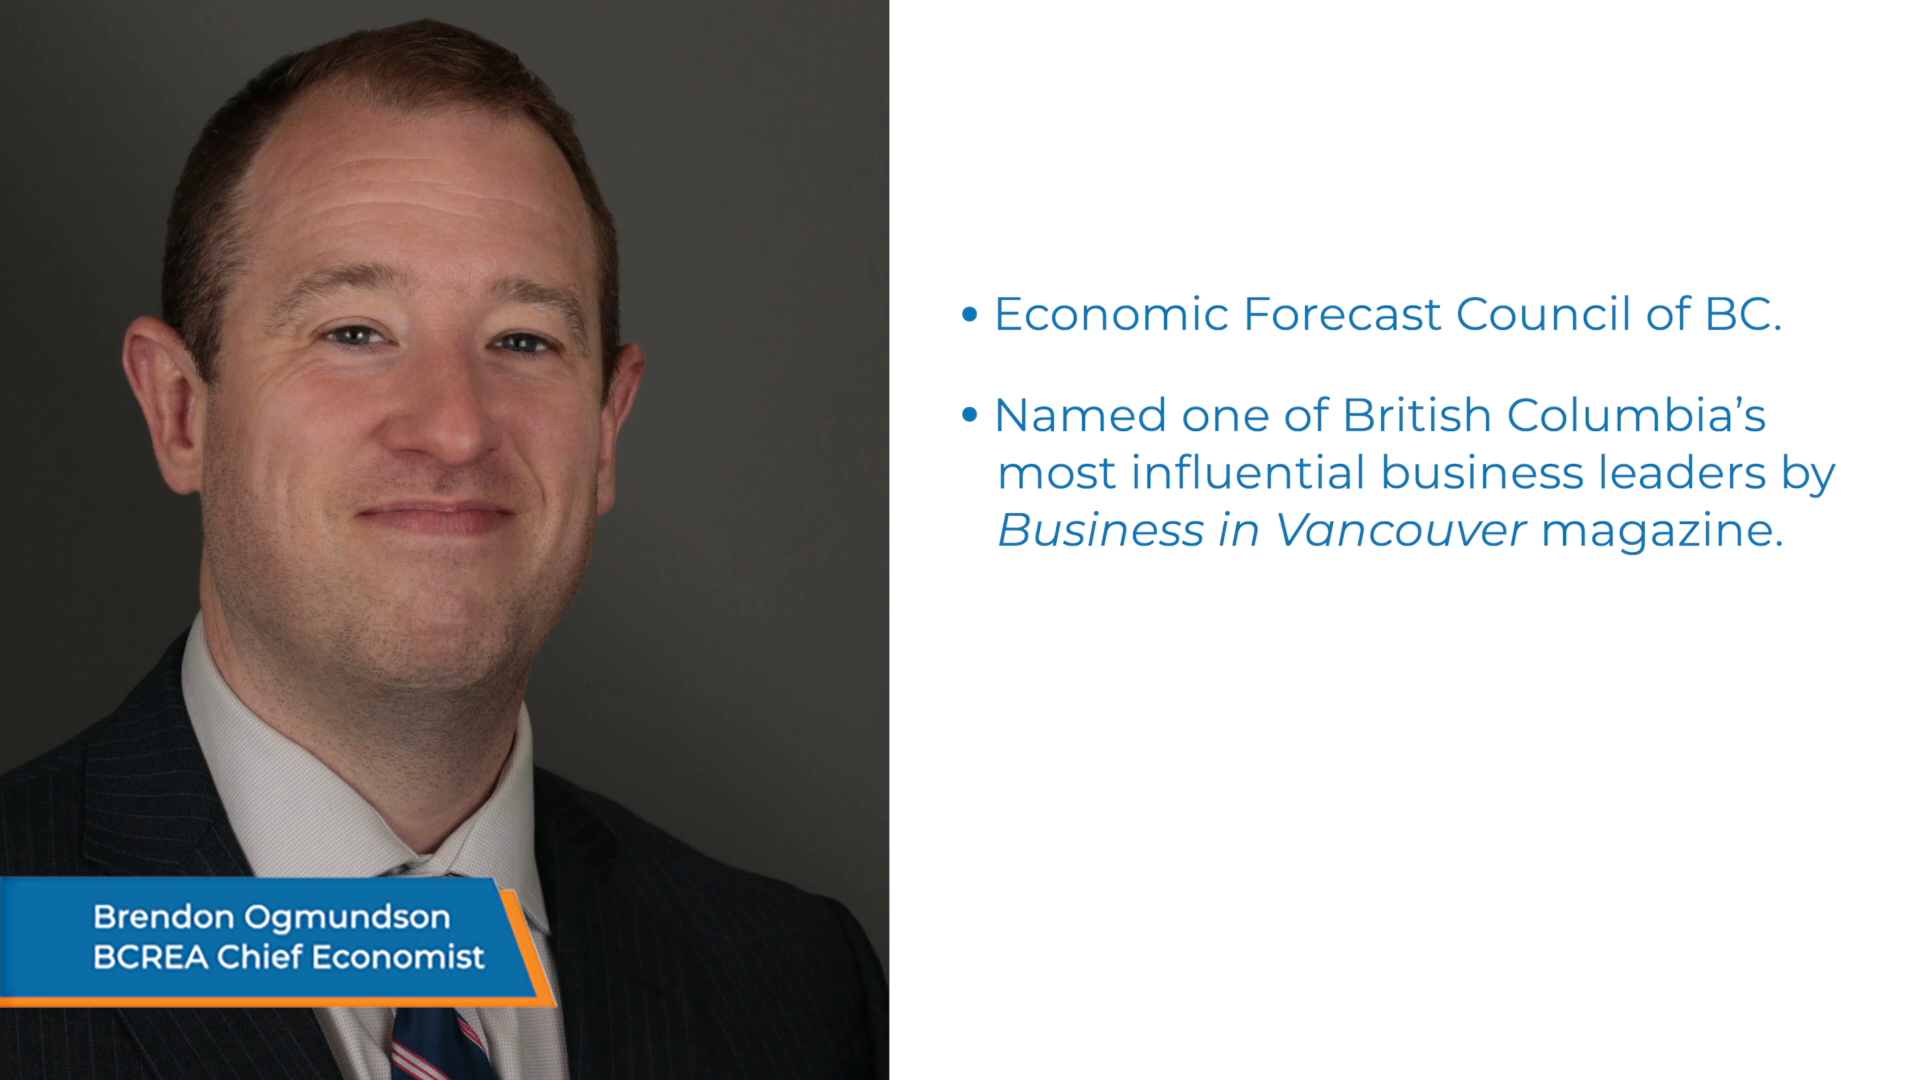 • Economic Forecast Council of BC.
• Named one of British Columbia’s
most influential business leaders by
Business in Vancouver magazine.
Brendon Ogmundson
BCREA Chief Economist